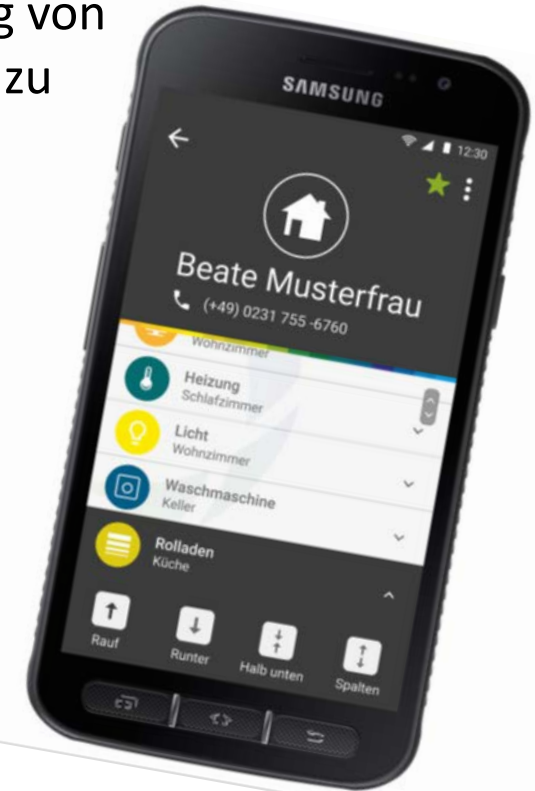 g von
zu
SAMSUNG
12:30
Beate Musterfrau
(+49) 0231 755 -6760
Wohnzimmer
Heizung
Schlafzimmer
Licht
Wohnzimmer
Waschmaschine
Keller
Rolladen
Küche
Rauf
Runter
Halb unten
Spalten